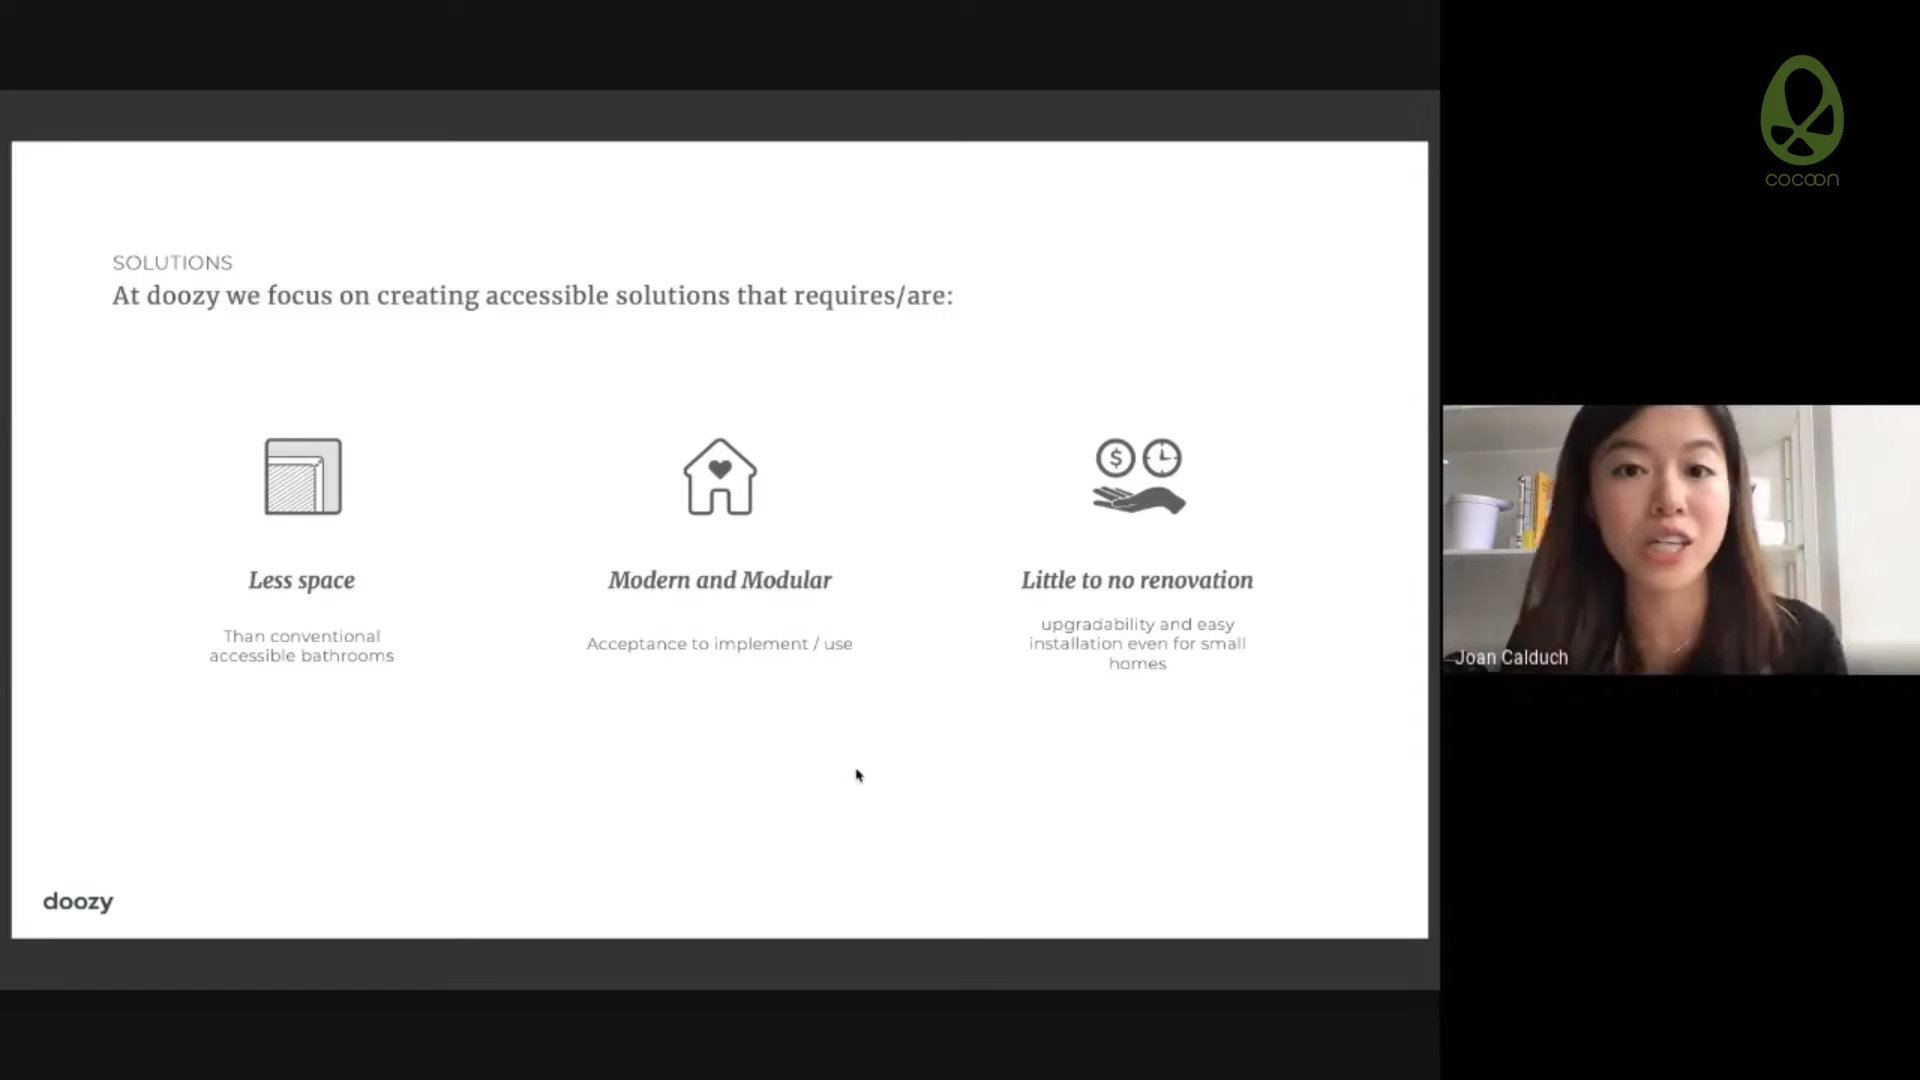 SOLUTIONS
At doozy we focus on creating accessible solutions that requires/are:
Less space
Than conventional
accessible bathrooms
Modern and Modular
Acceptance to implement / use
$
Little to no renovation
upgradability and easy
installation even for small
homes
doozy
cocoon
Joan Calduch